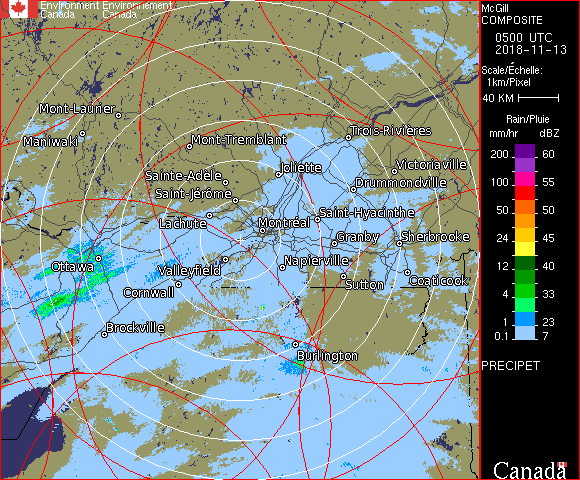 Environment Environnement
Canada Canada
McGill
COMPOSITE
0500 UTC
2018-11-13
Scale/Échelle:
1km/Pixel
40 KM
Rain/Pluie
mm/hr dBZ
200 60
100 55
50 50
24 45
12 40
4 33
1 23
0.1 7
PRECIPET
Canada
Mont-Laurier
Maniwaki
Mont-Tremblant
Trois-Rivières
Sainte-Adèle
Joliette
Victoriaville
Saint-Jérôme
Drummondville
Lachute
Montréal
Saint-Hyacinthe
Granby
Sherbrooke
Ottawa
Valleyfield
Napierville
Cornwall
Sutton
Coaticook
Brockville
Burlington